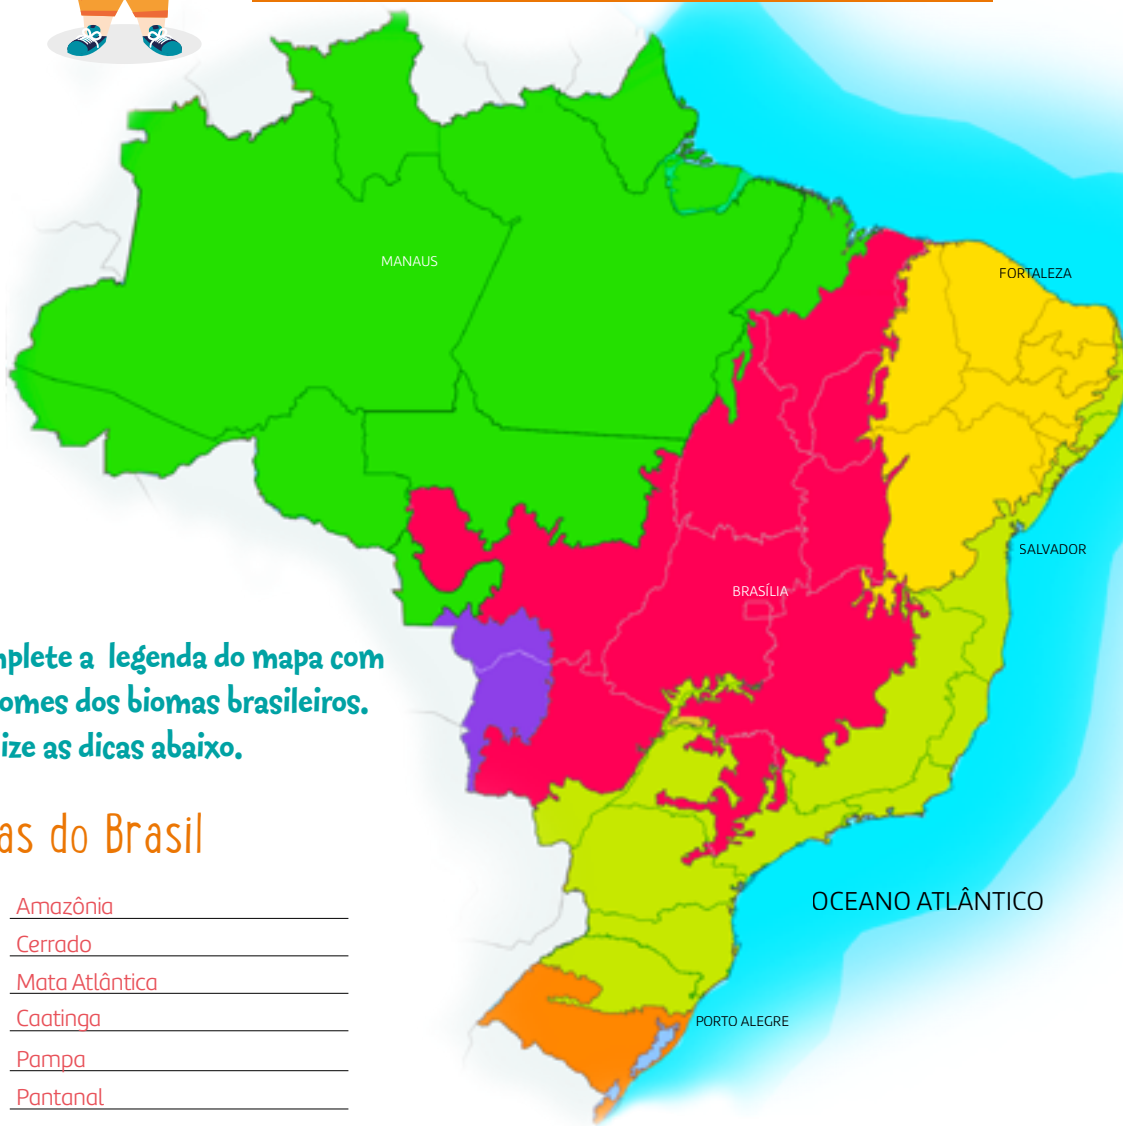 MANAUS
FORTALEZA
SALVADOR
BRASÍLIA
nplete a legenda do mapa com
omes dos biomas brasileiros.
ize as dicas abaixo.
as do Brasil
OCEANO ATLÂNTICO
Amazônia
Cerrado
Mata Atlântica
Caatinga
PORTO ALEGRE
Pampa
Pantanal